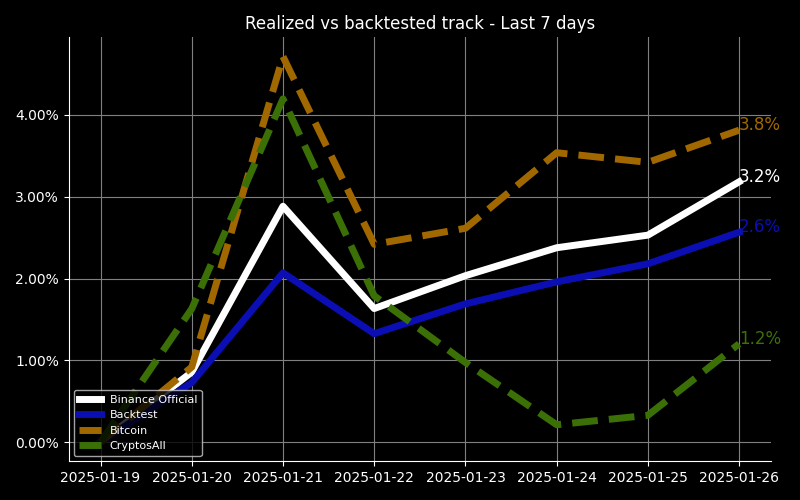 Realized vs backtested track - Last 7 days
4.00%
3.00%
2.00%
1.00%
0.00%
3.8%
3.2%
2.6%
1.2%
Binance Official
Backtest
Bitcoin
CryptosAll
2025-01-19 2025-01-20 2025-01-21 2025-01-22 2025-01-23 2025-01-24 2025-01-25 2025-01-26